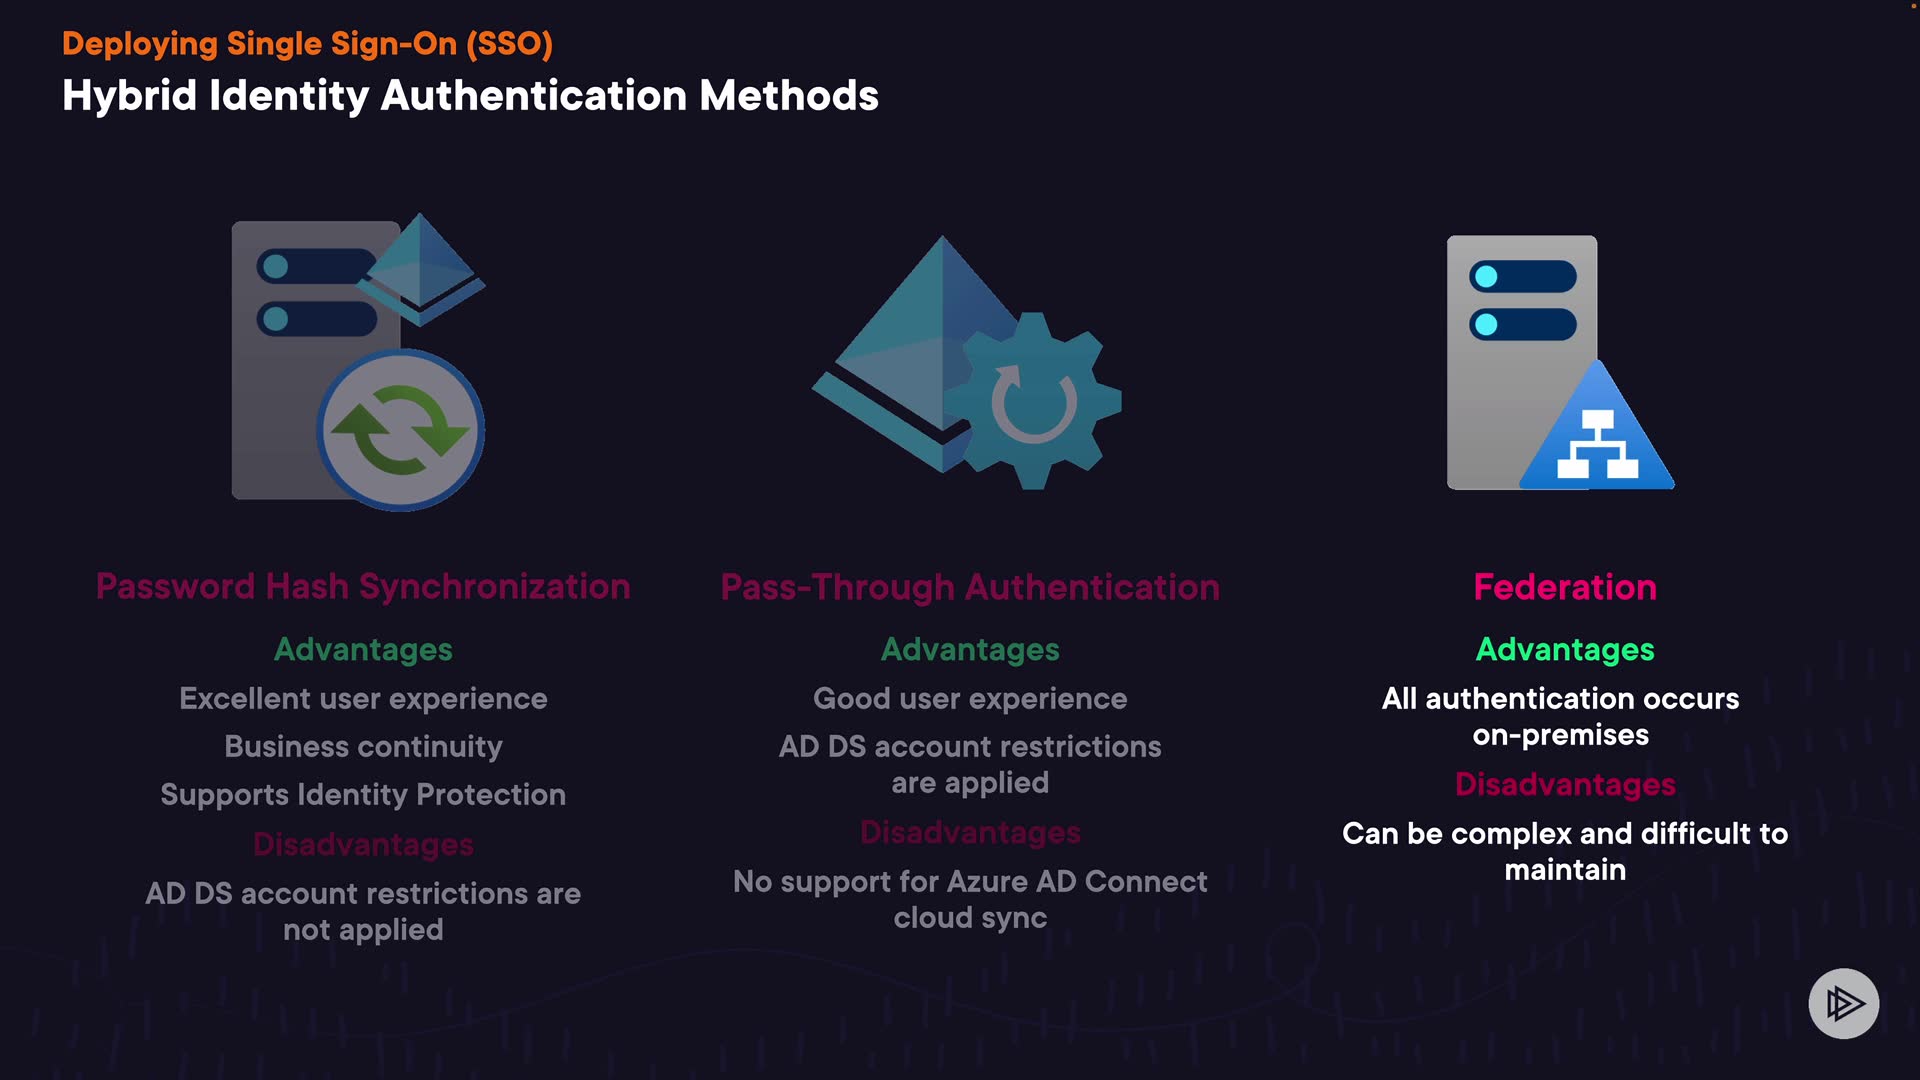 Deploying Single Sign-On (SSO)
Hybrid Identity Authentication Methods
Password Hash Synchronization
Advantages
Excellent user experience
Business continuity
Supports Identity Protection
Disadvantages
AD DS account restrictions are
not applied
Pass-Through Authentication
Advantages
Good user experience
AD DS account restrictions
are applied
Disadvantages
No support for Azure AD Connect
cloud sync
Federation
Advantages
All authentication occurs
on-premises
Disadvantages
Can be complex and difficult to
maintain